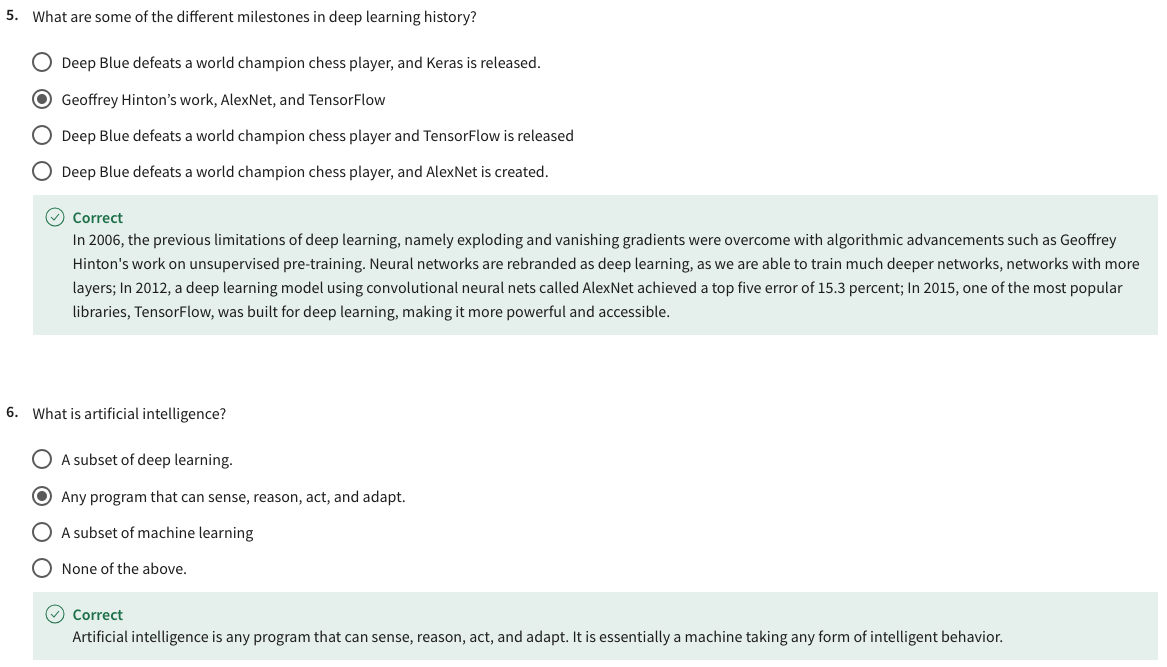 5. What are some of the different milestones in deep learning history?
Deep Blue defeats a world champion chess player, and Keras is released.
Geoffrey Hinton’s work, AlexNet, and TensorFlow
Deep Blue defeats a world champion chess player and TensorFlow is released
Deep Blue defeats a world champion chess player, and AlexNet is created.
Correct
In 2006, the previous limitations of deep learning, namely exploding and vanishing gradients were overcome with algorithmic advancements such as Geoffrey
Hinton's work on unsupervised pre-training. Neural networks are rebranded as deep learning, as we are able to train much deeper networks, networks with more
layers; In 2012, a deep learning model using convolutional neural nets called AlexNet achieved a top five error of 15.3 percent; In 2015, one of the most popular
libraries, TensorFlow, was built for deep learning, making it more powerful and accessible.
6. What is artificial intelligence?
A subset of deep learning.
Any program that can sense, reason, act, and adapt.
A subset of machine learning
None of the above.
Correct
Artificial intelligence is any program that can sense, reason, act, and adapt. It is essentially a machine taking any form of intelligent behavior.